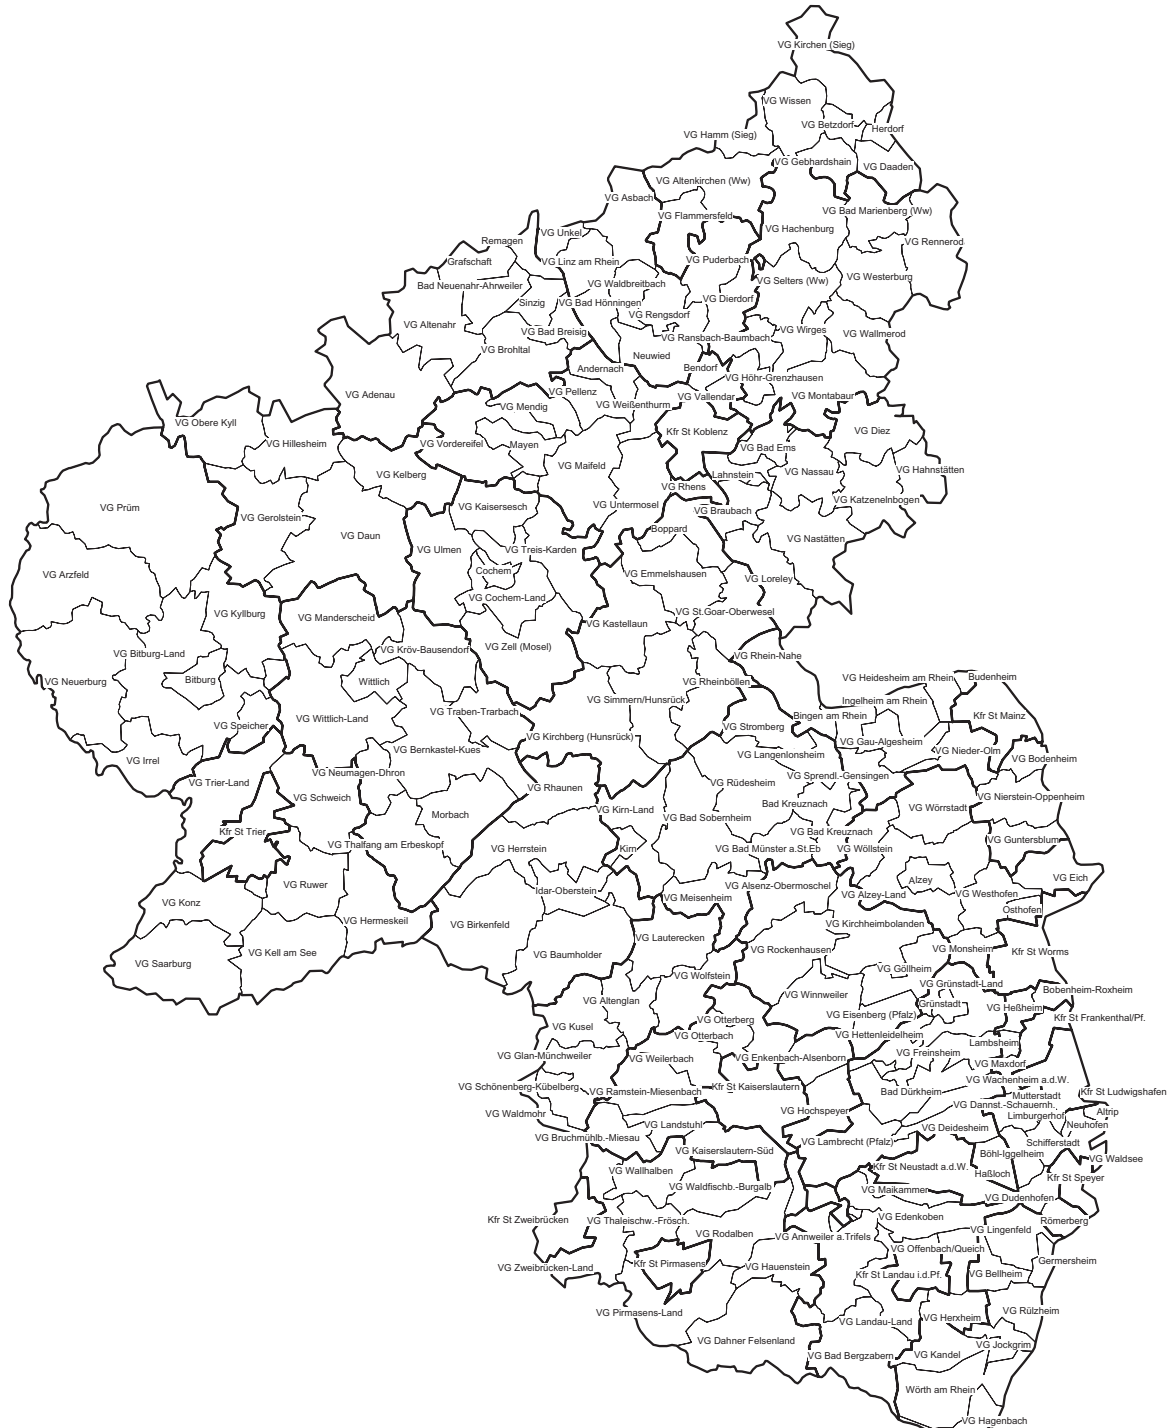 VG Kirchen (Sieg)
VG Wissen
VG Betzdorf
Herdorf
VG Hamm (Sieg)
VG Gebhardshain
VG Daaden
VG Altenkirchen (Ww)
VG Asbach
VG Flammersfeld
VG Bad Marienberg (Ww)
VG Hachenburg
VG Unkel
Remagen
VG Rennerod
Grafschaft
VG Linz am Rhein
VG Puderbach
Bad Neuenahr-Ahrweiler
VG Waldbreitbach
VG Selters (Ww)
VG Westerburg
Sinzig
VG Bad Hönningen
VG Dierdorf
VG Rengsdorf
VG Altenahr
VG Bad Breisig
VG Wirges
VG Wallmerod
VG Ransbach-Baumbach
VG Brohltal
Neuwied
Andernach
Bendorf
VG Höhr-Grenzhausen
VG Adenau
VG Pellenz
VG Vallendar
VG Montabaur
VG Mendig
VG Weißenthurm
VG Obere Kyll
Kfr St Koblenz
VG Diez
VG Hillesheim
VG Vordereifel
Mayen
VG Bad Ems
VG Maifeld
VG Kelberg
Lahnstein
VG Nassau
VG Hahnstätten
VG Rhens
VG Katzenelnbogen
VG Prüm
VG Kaisersesch
VG Untermosel
VG Braubach
VG Gerolstein
VG Daun
Boppard
VG Nastätten
VG Ulmen
VG Treis-Karden
VG Arzfeld
Cochem
VG Emmelshausen
VG Loreley
VG Cochem-Land
VG Kyllburg
VG Manderscheid
VG St.Goar-Oberwesel
VG Kastellaun
VG Bitburg-Land
VG Kröv-Bausendorf
VG Zell (Mosel)
VG Rhein-Nahe
VG Neuerburg
Bitburg
Wittlich
VG Rheinböllen
VG Heidesheim am Rhein
Budenheim
VG Simmern/Hunsrück
Ingelheim am Rhein
VG Speicher
VG Wittlich-Land
VG Traben-Trarbach
VG Stromberg
Bingen am Rhein
Kfr St Mainz
VG Kirchberg (Hunsrück)
VG Gau-Algesheim
VG Irrel
VG Bernkastel-Kues
VG Langenlonsheim
VG Nieder-Olm
VG Bodenheim
VG Neumagen-Dhron
VG Trier-Land
VG Rhaunen
VG Rüdesheim
VG Sprendl.-Gensingen
VG Schweich
VG Nierstein-Oppenheim
Morbach
VG Kirn-Land
VG Bad Sobernheim
Bad Kreuznach
VG Wörrstadt
Kfr St Trier
VG Bad Kreuznach
VG Guntersblum
VG Thalfang am Erbeskopf
VG Herrstein
Kirn
VG Bad Münster a.St.Eb
VG Wöllstein
VG Ruwer
Idar-Oberstein
VG Alsenz-Obermoschel
Alzey
VG Eich
VG Konz
VG Meisenheim
VG Alzey-Land
VG Westhofen
Osthofen
VG Hermeskeil
VG Birkenfeld
VG Kirchheimbolanden
VG Lauterecken
VG Kell am See
VG Baumholder
VG Rockenhausen
VG Monsheim
Kfr St Worms
VG Saarburg
VG Wolfstein
VG Göllheim
VG Grünstadt-Land
VG Winnweiler
Bobenheim-Roxheim
VG Altenglan
Grünstadt
VG Heßheim
VG Otterberg
VG Eisenberg (Pfalz)
Kfr St Frankenthal/Pf.
VG Kusel
VG Otterbach
VG Hettenleidelheim
Lambsheim
VG Glan-Münchweiler
VG Weilerbach
VG Enkenbach-Alsenborn
VG Freinsheim
VG Maxdorf
VG Schönenberg-Kübelberg
VG Ramstein-Miesenbach
Kfr St Kaiserslautern
Bad Dürkheim
VG Wachenheim a.d.W.
Kfr St Ludwigshafen
Mutterstadt
VG Waldmohr
VG Hochspeyer
VG Dannst.-Schauernh.
Altrip
Limburgerhof
VG Landstuhl
VG Deidesheim
Neuhofen
VG Bruchmühlb.-Miesau
VG Lambrecht (Pfalz)
Schifferstadt
VG Kaiserslautern-Süd
Böhl-Iggelheim
VG Waldsee
VG Wallhalben
Kfr St Neustadt a.d.W.
Haßloch
Kfr St Speyer
VG Waldfischb.-Burgalb
VG Maikammer
VG Dudenhofen
Kfr St Zweibrücken
VG Thaleischw.-Frösch.
VG Edenkoben
Römerberg
VG Rodalben
VG Annweiler a.Trifels
VG Lingenfeld
VG Offenbach/Queich
VG Zweibrücken-Land
Kfr St Pirmasens
VG Hauenstein
Kfr St Landau i.d.Pf.
VG Bellheim
Germersheim
VG Pirmasens-Land
VG Landau-Land
VG Herxheim
VG Rülzheim
VG Dahner Felsenland
VG Bad Bergzabern
VG Kandel
VG Jockgrim
Wörth am Rhein
VG Hagenbach